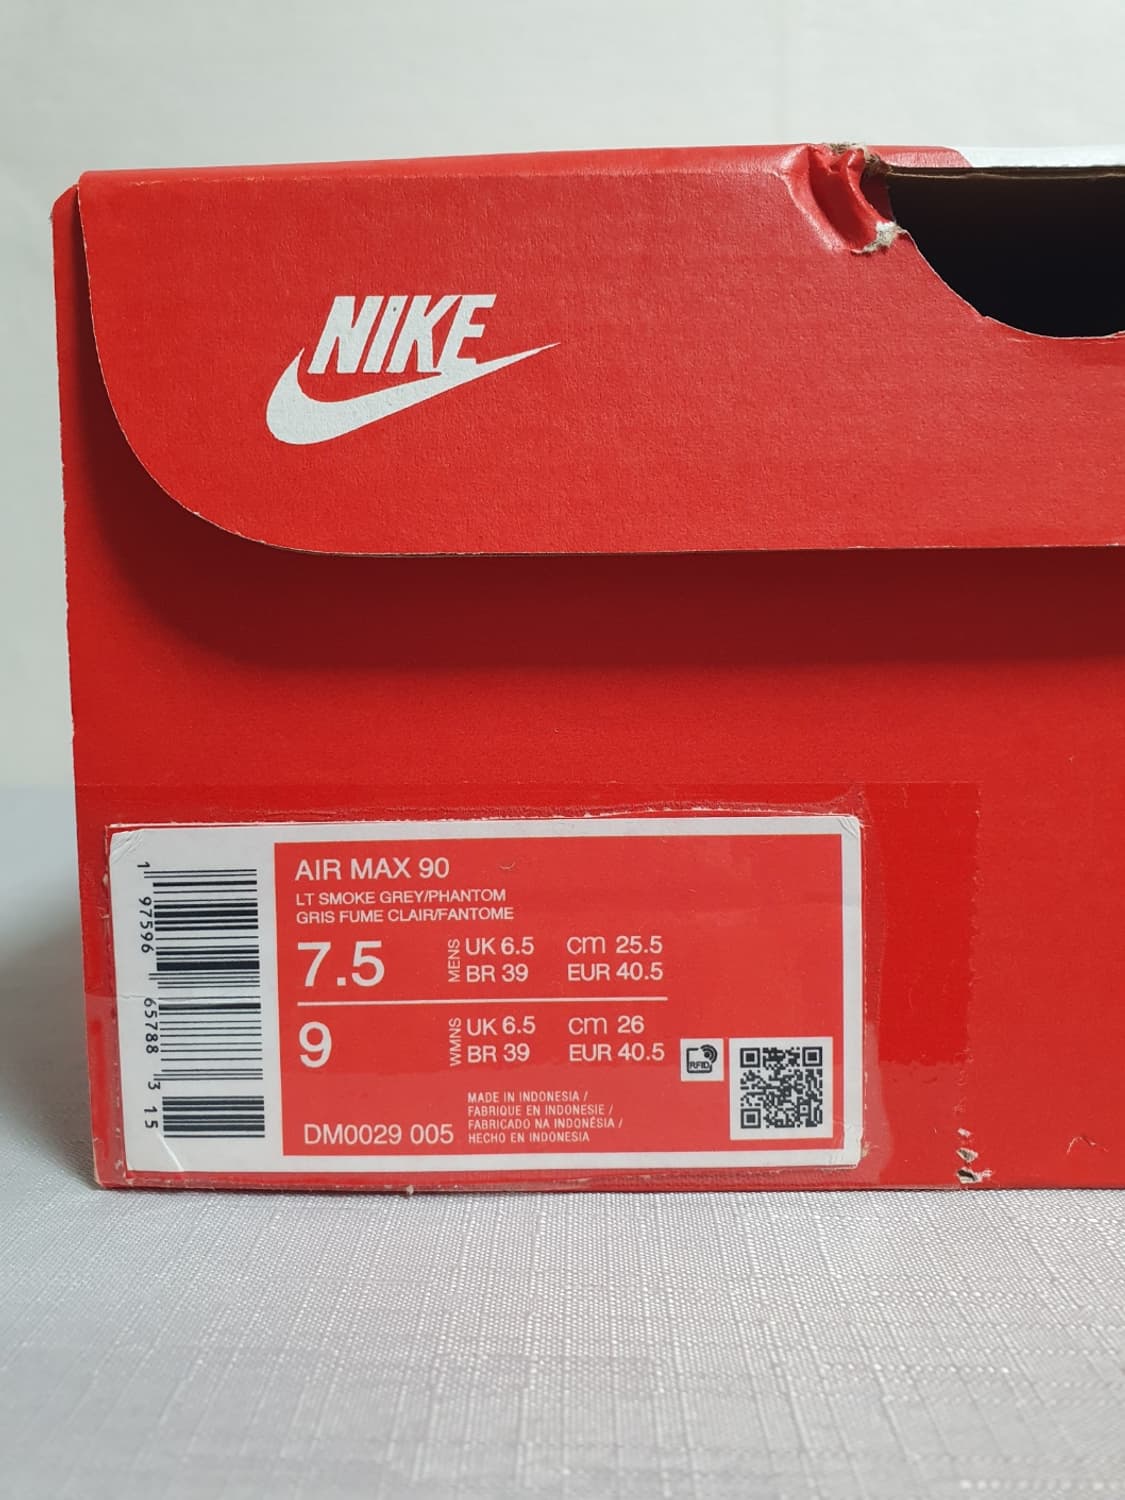 NIKE
1
97596
65788
3
15
AIR MAX 90
LT SMOKE GREY/PHANTOM
GRIS FUME CLAIR/FANTOME
7.5
MENS
UK 6.5 cm 25.5
BR 39 EUR 40.5
9
WMNS
UK 6.5 cm 26
BR 39 EUR 40.5
RFID
MADE IN INDONESIA /
FABRIQUE EN INDONESIE /
FABRICADO NA INDONÉSIA /
HECHO EN INDONESIA
DM0029 005